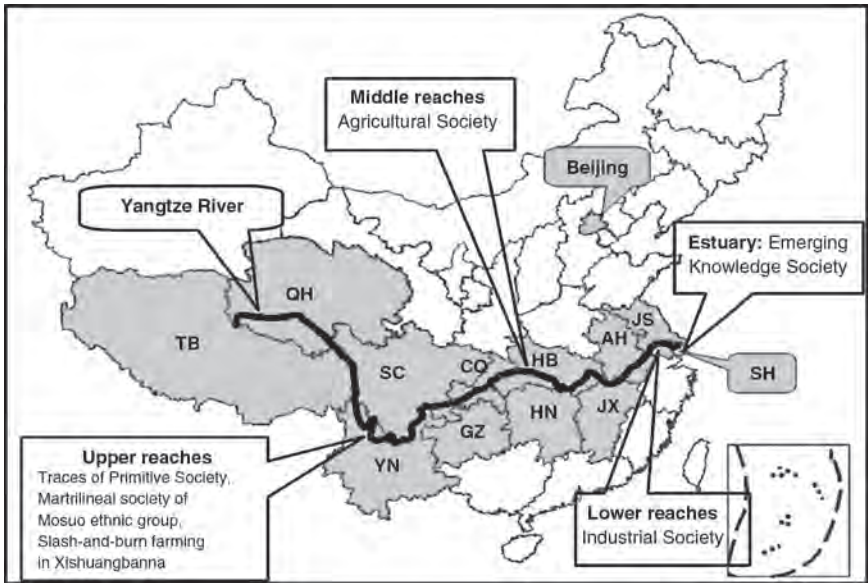 Middle reaches
Agricultural Society
Beijing
Yangtze River
Estuary: Emerging
Knowledge Society
QH
TB
JS
AH
SC
CQ
HB
SH
HN
JX
GZ
YN
Upper reaches
Traces of Primitive Society,
Martrilineal society of
Mosuo ethnic group,
Slash-and-burn farming
in Xishuangbanna
Lower reaches
Industrial Society